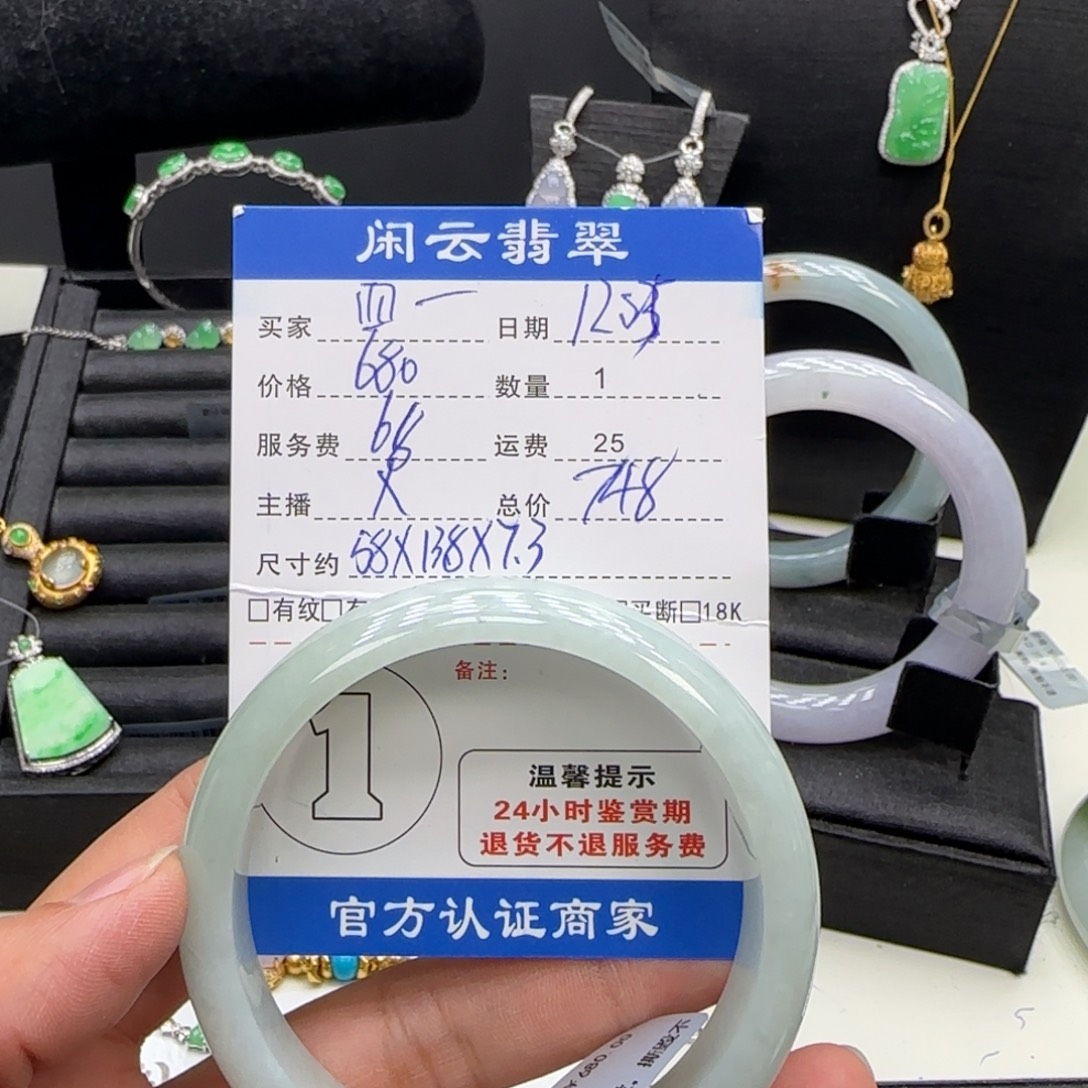 闲云翡翠
买家 四一 日期
价格 680 数量 1
服务费 68 运费 25
主播 X 总价 748
尺寸约 58X138X7.3
□有纹□ 买断□18K
备注：
1
温馨提示
24小时鉴赏期
退货不退服务费
官方认证商家